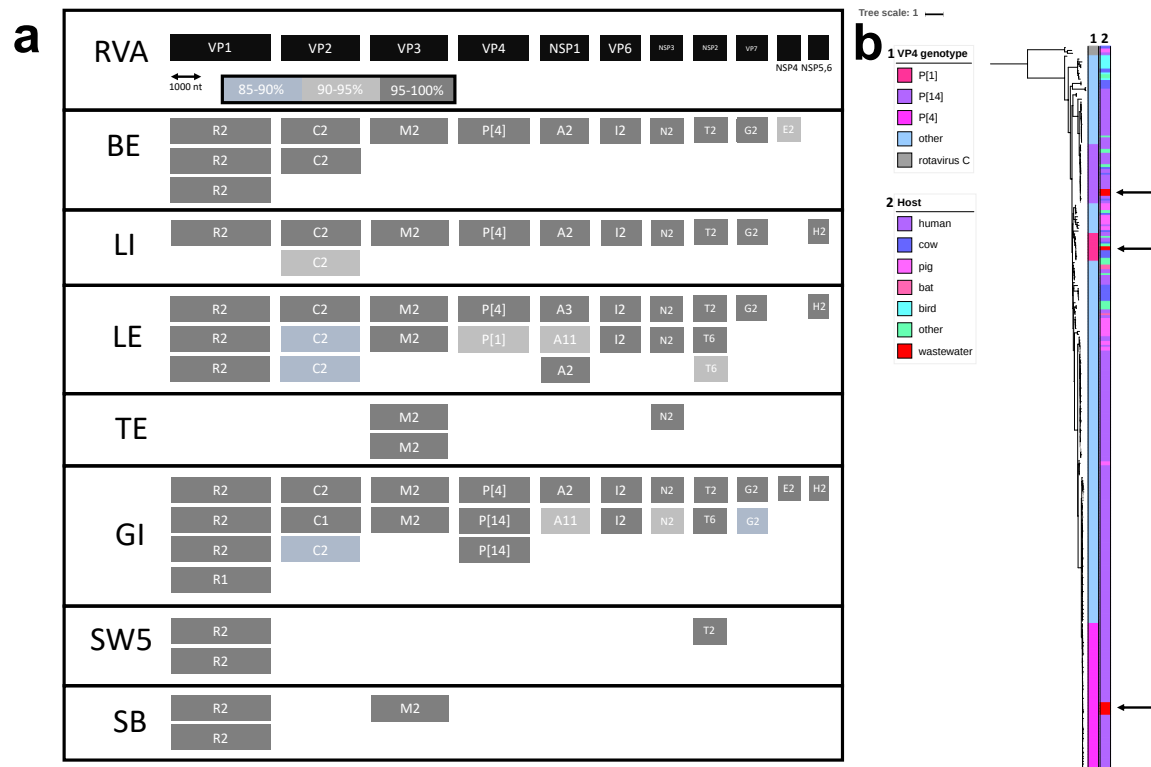 a
RVA VP1 VP2 VP3 VP4 NSP1 VP6 NSP3 NSP2 VP7
NSP4 NSP5,6
1000 nt
85-90% 90-95% 95-100%
BE
R2 C2 M2 P[4] A2 I2 N2 T2 G2 E2
R2 C2
R2
LI
R2 C2 M2 P[4] A2 I2 N2 T2 G2 H2
C2
LE
R2 C2 M2 P[4] A3 I2 N2 T2 G2 H2
R2 C2 M2 P[1] A11 I2 N2 T6
R2 C2 A2 T6
TE
M2 N2
M2
GI
R2 C2 M2 P[4] A2 I2 N2 T2 G2 E2 H2
R2 C1 M2 P[14] A11 I2 N2 T6 G2
R2 C2 P[14]
R1
SW5
R2 T2
R2
SB
R2 M2
R2
b
Tree scale: 1
1 2
1 VP4 genotype
P[1]
P[14]
P[4]
other
rotavirus C
2 Host
human
cow
pig
bat
bird
other
wastewater